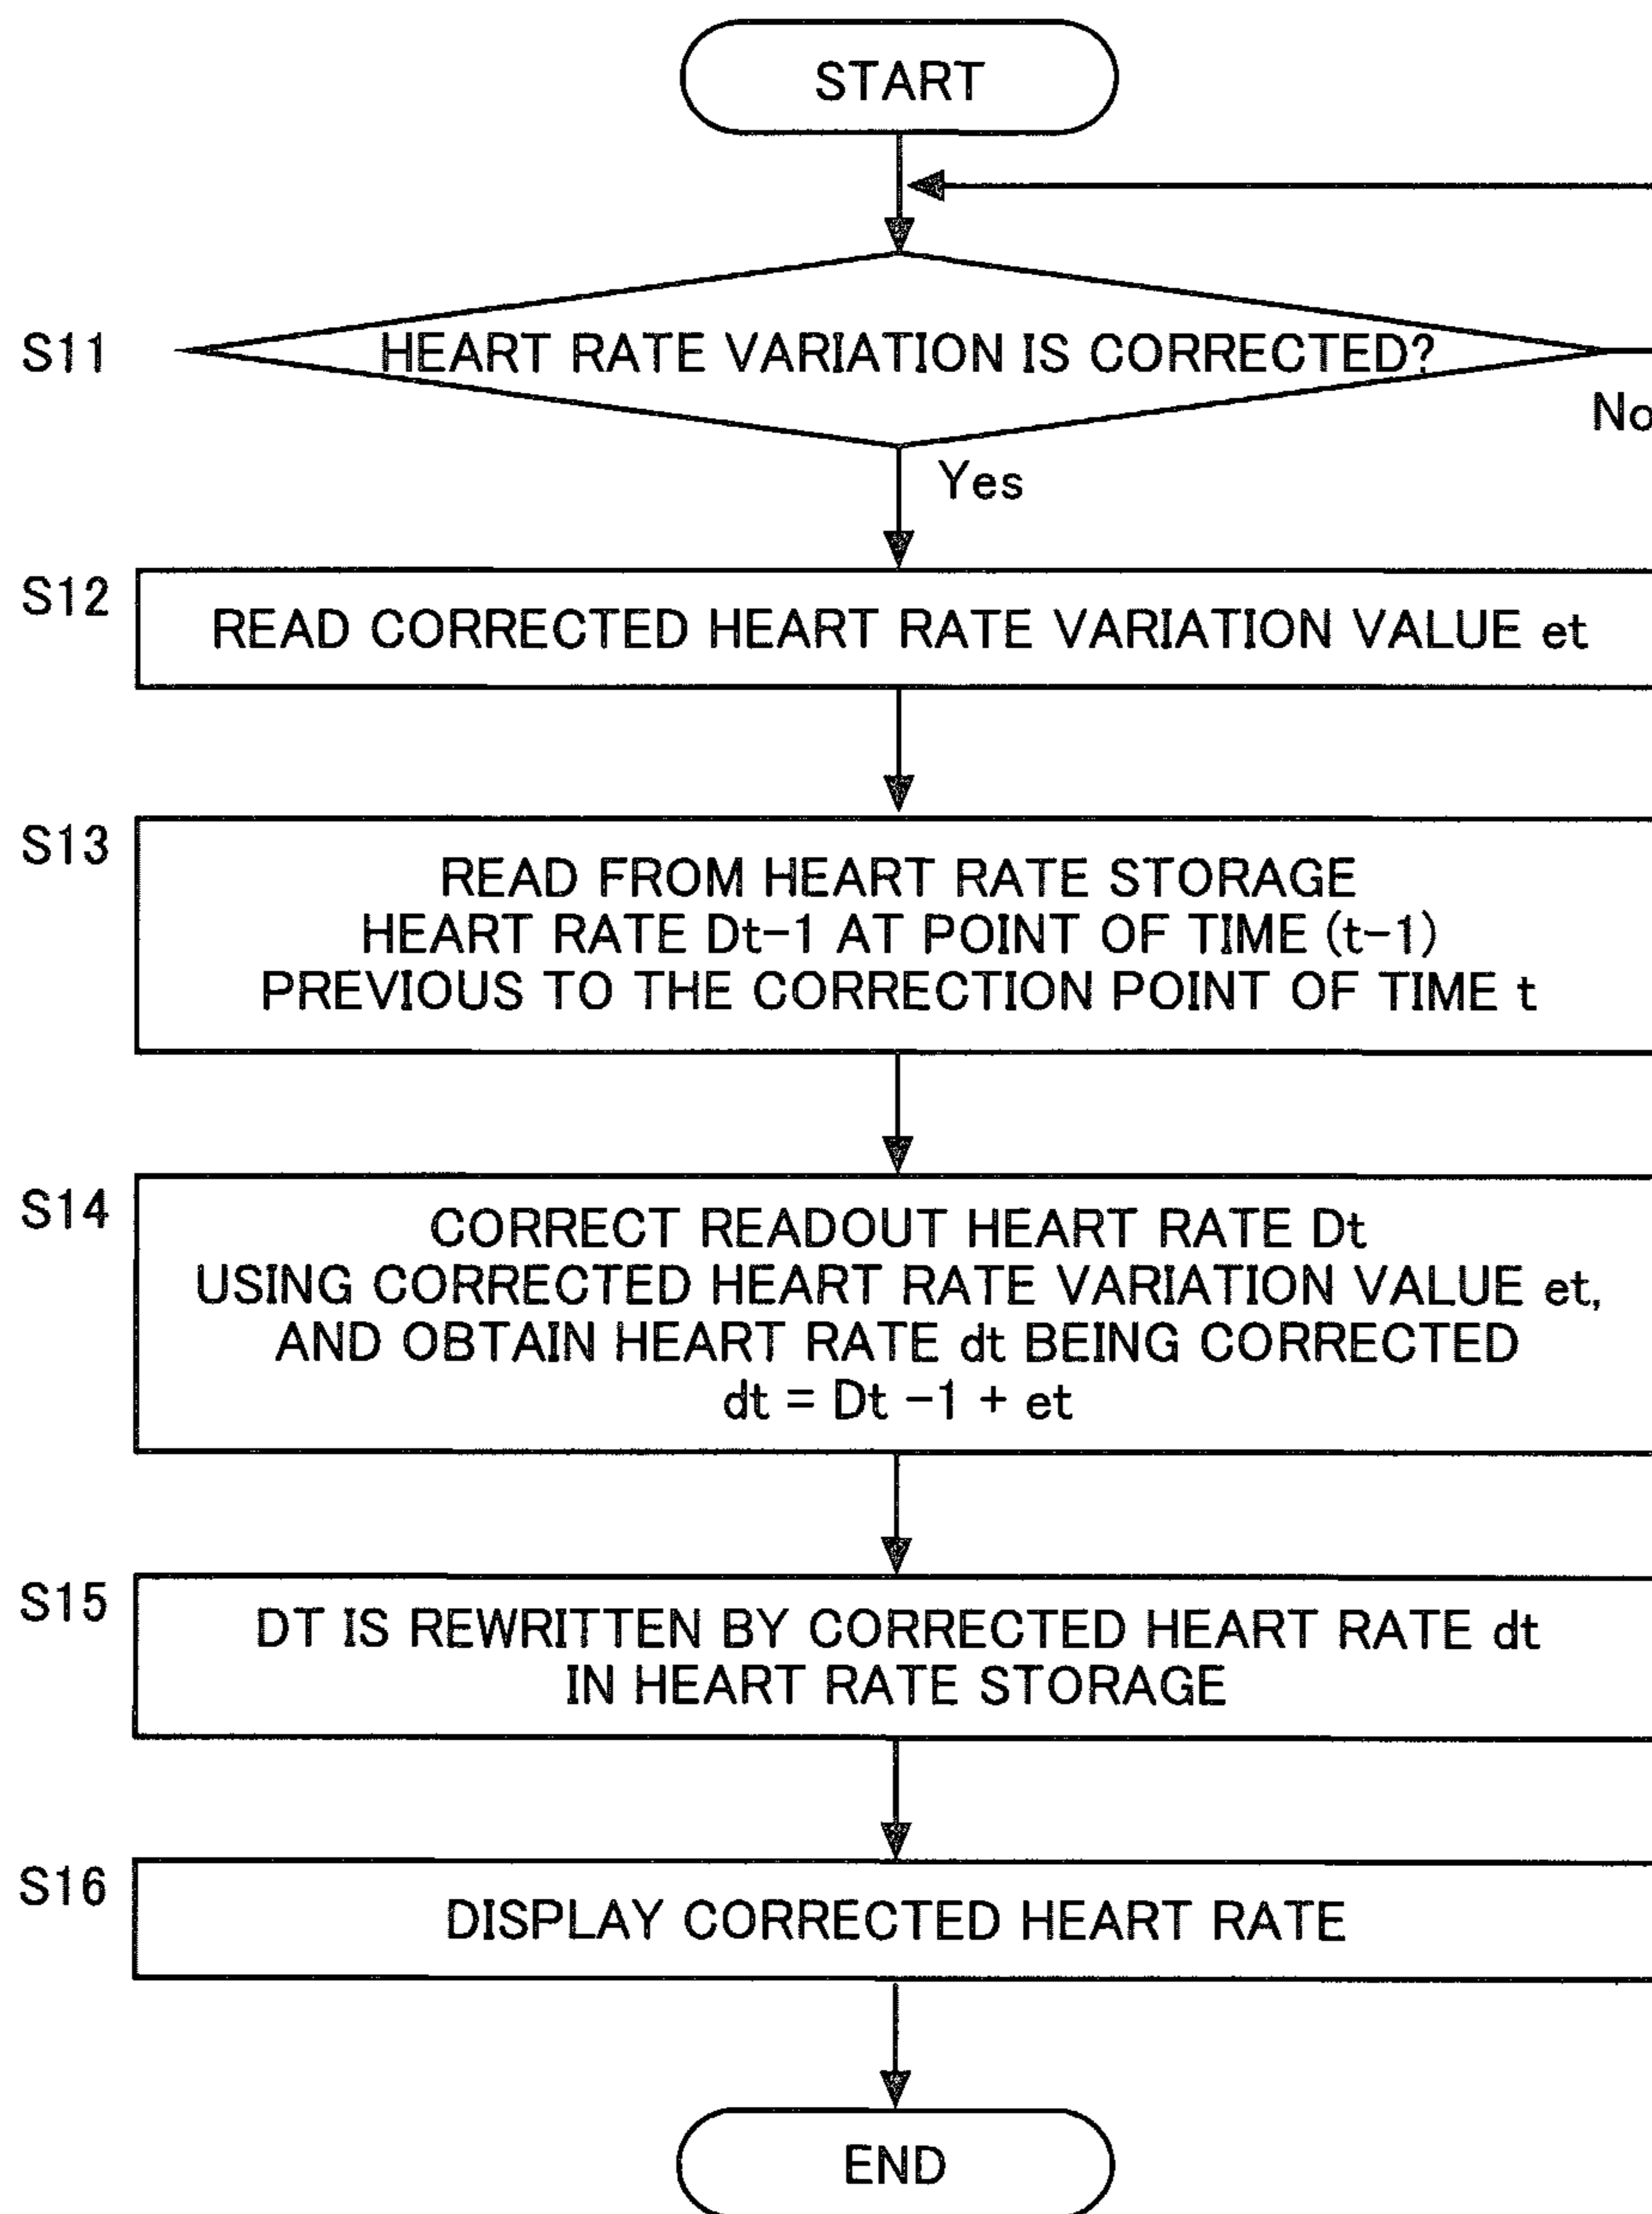 START
S11
HEART RATE VARIATION IS CORRECTED?
No
Yes
S12
READ CORRECTED HEART RATE VARIATION VALUE et
S13
READ FROM HEART RATE STORAGE
HEART RATE Dt-1 AT POINT OF TIME (t-1)
PREVIOUS TO THE CORRECTION POINT OF TIME t
S14
CORRECT READOUT HEART RATE Dt
USING CORRECTED HEART RATE VARIATION VALUE et,
AND OBTAIN HEART RATE dt BEING CORRECTED
dt = Dt -1 + et
S15
DT IS REWRITTEN BY CORRECTED HEART RATE dt
IN HEART RATE STORAGE
S16
DISPLAY CORRECTED HEART RATE
END